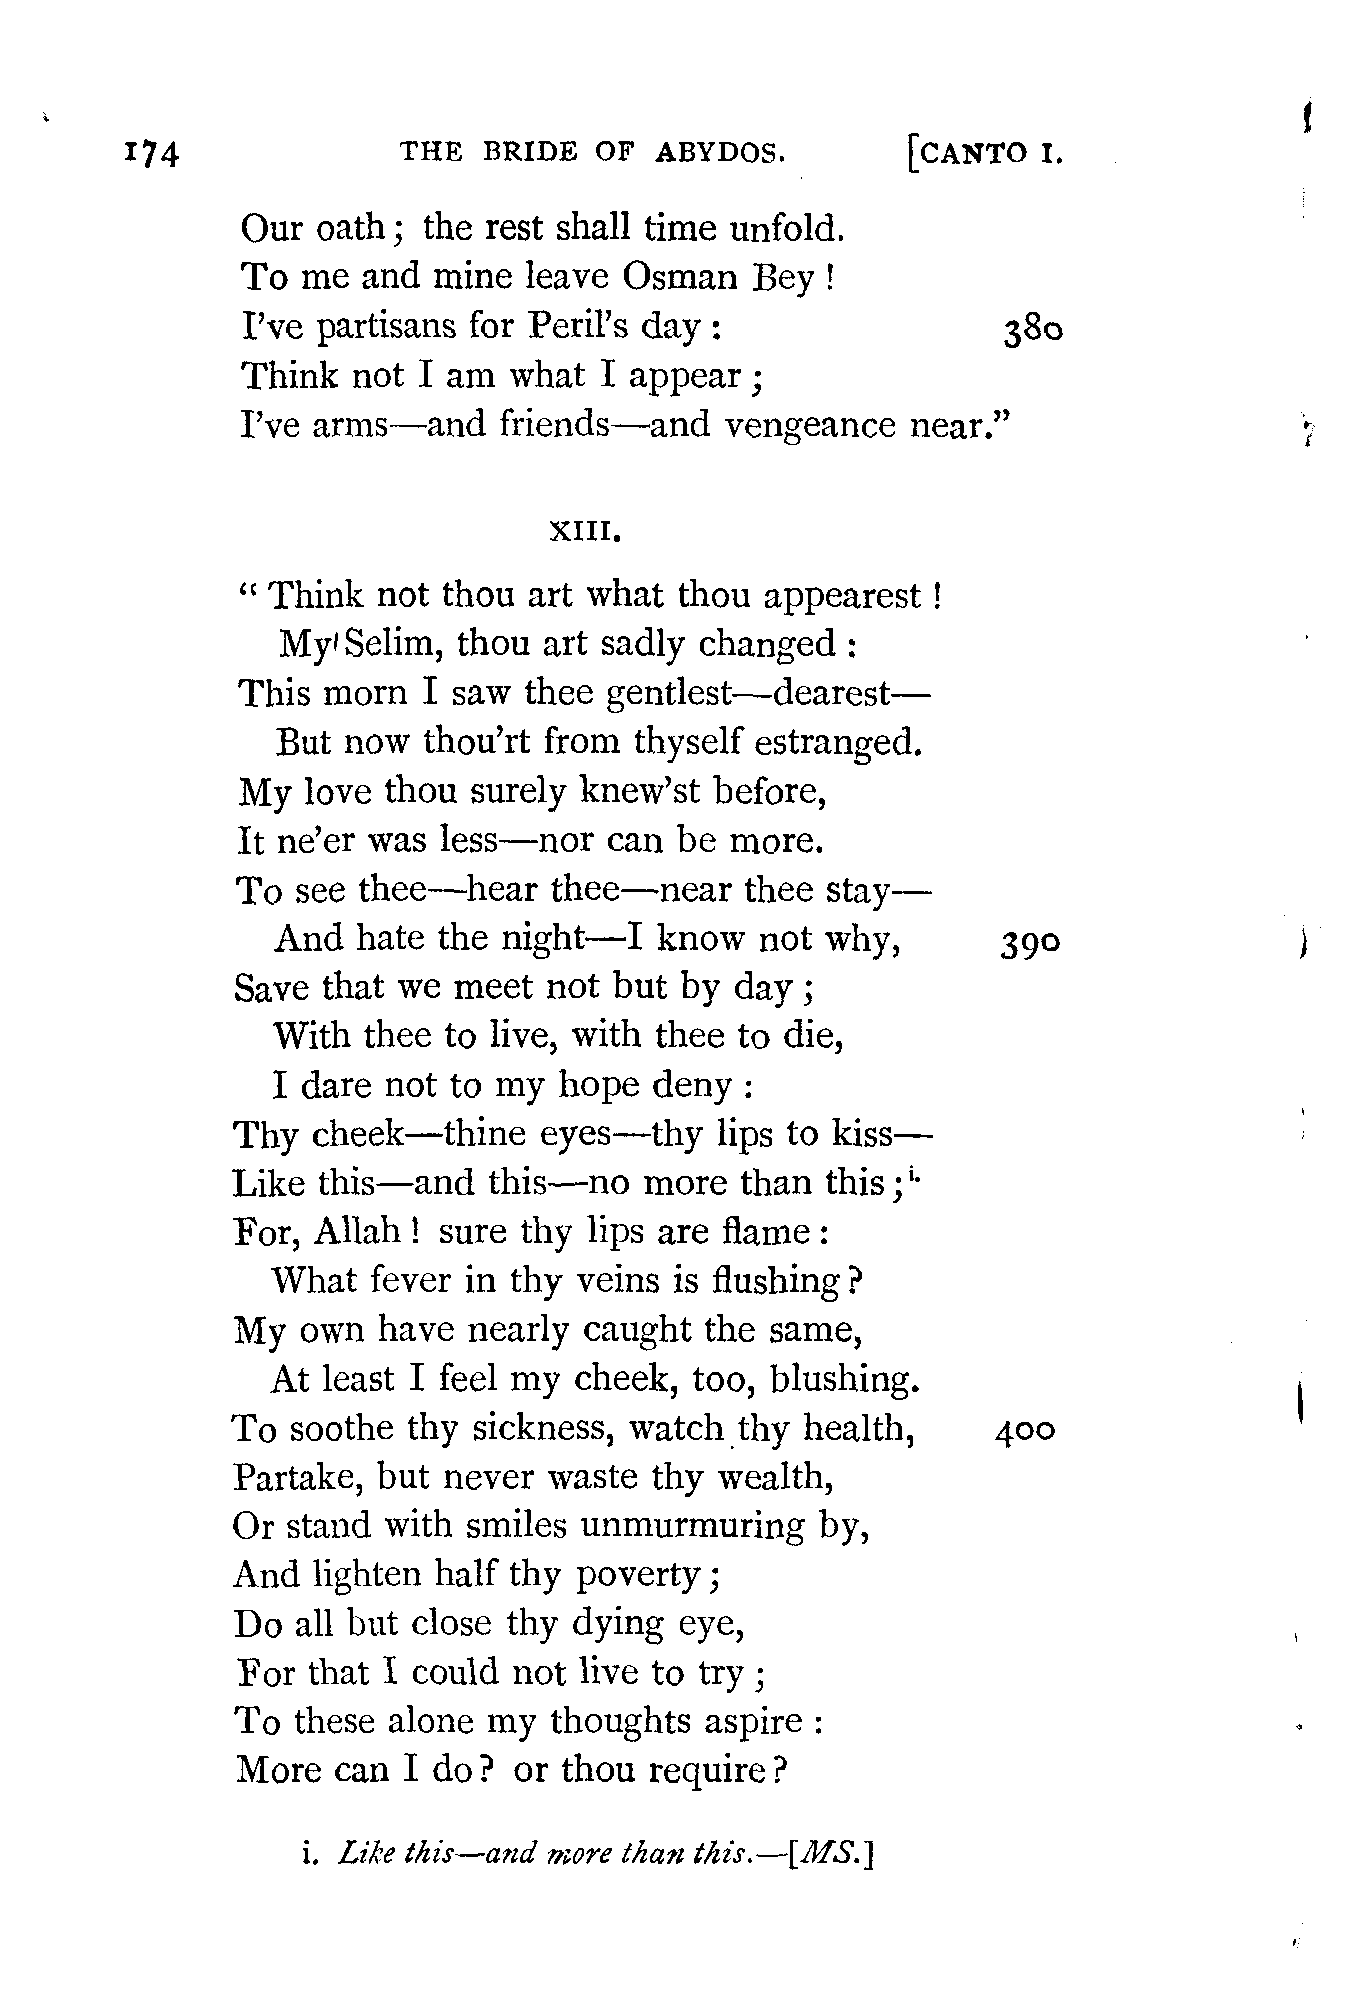 174 THE BRIDE OF ABYDOS. [CANTO I.
Our oath; the rest shall time unfold.
To me and mine leave Osman Bey!
I've partisans for Peril's day: 380
Think not I am what I appear;
I've arms—and friends—and vengeance near."
XIII.
"Think not thou art what thou appearest!
My Selim, thou art sadly changed:
This morn I saw thee gentlest—dearest—
But now thou'rt from thyself estranged.
My love thou surely knew'st before,
It ne'er was less—nor can be more.
To see thee—hear thee—near thee stay—
And hate the night—I know not why, 390
Save that we meet not but by day;
With thee to live, with thee to die,
I dare not to my hope deny:
Thy cheek—thine eyes—thy lips to kiss—
Like this—and this—no more than this; i.
For, Allah! sure thy lips are flame:
What fever in thy veins is flushing?
My own have nearly caught the same,
At least I feel my cheek, too, blushing.
To soothe thy sickness, watch thy health, 400
Partake, but never waste thy wealth,
Or stand with smiles unmurmuring by,
And lighten half thy poverty;
Do all but close thy dying eye,
For that I could not live to try;
To these alone my thoughts aspire:
More can I do? or thou require?
i. Like this—and more than this.—[MS.]